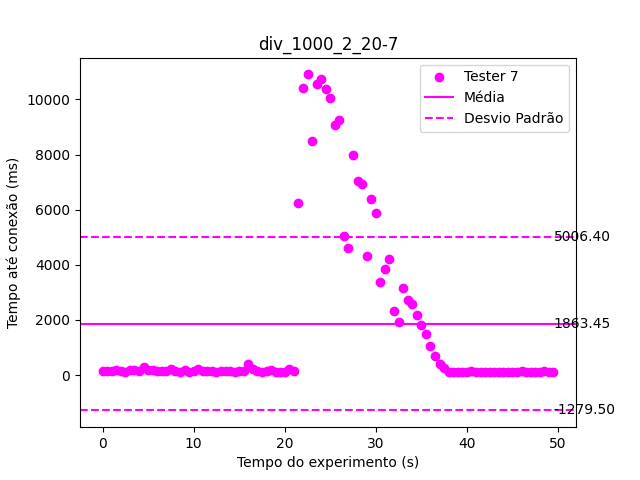 div_1000_2_20-7
Tester 7
Média
Desvio Padrão
Tempo até conexão (ms)
10000
8000
6000
4000
2000
0
5006.40
1863.45
-1279.50
0 10 20 30 40 50
Tempo do experimento (s)